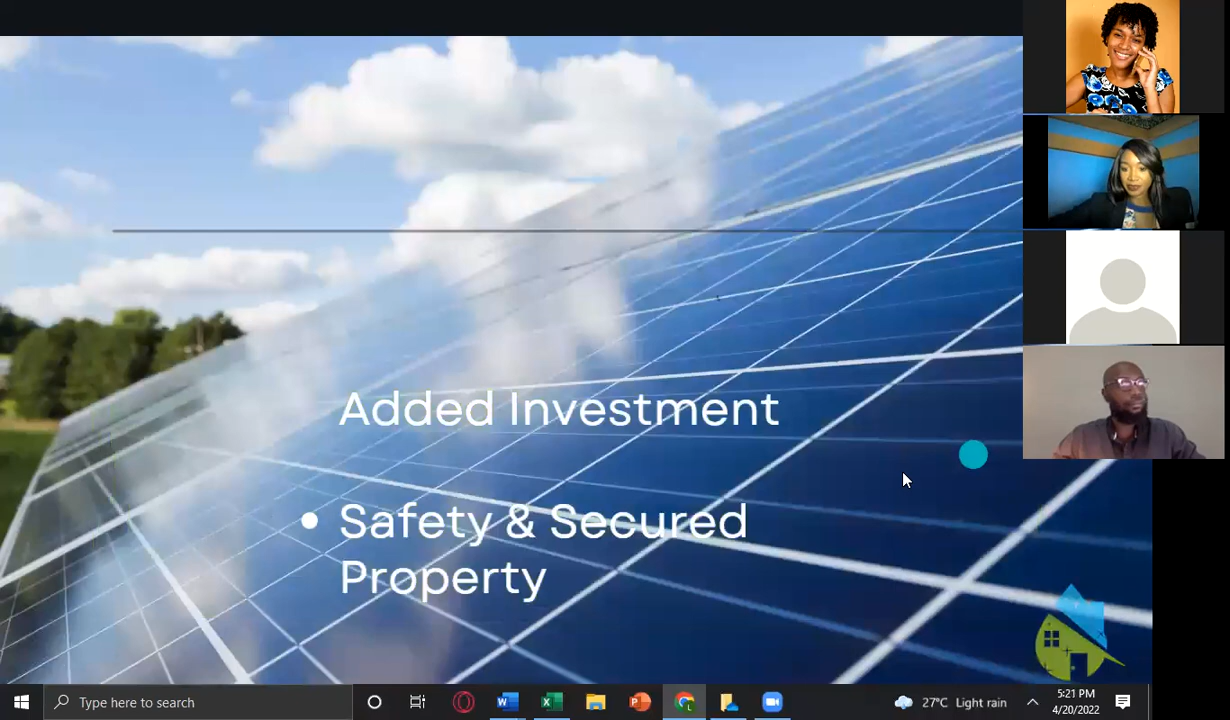 Added Investment
Safety & Secured
Property
Type here to search
27°C Light rain
5:21 PM
4/20/2022